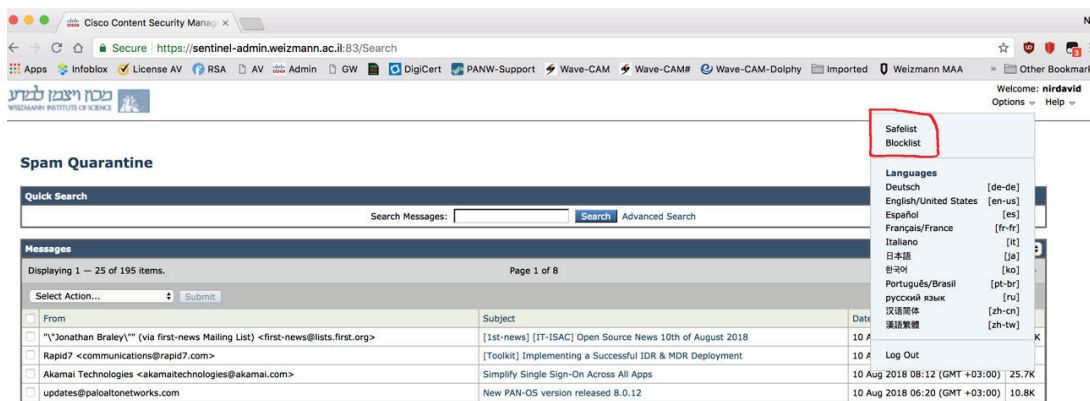 Cisco Content Security Manag
N
Secure https://sentinel-admin.weizmann.ac.il:83/Search
Apps Infoblox License AV RSA AV Admin GW DigiCert PANW-Support Wave-CAM Wave-CAM# Wave-CAM-Dolphy Imported Weizmann MAA » Other Bookmar
מכון ויצמן למדע
WEIZMANN INSTITUTE OF SCIENCE
Welcome: nirdavid
Options Help
Safelist
Blocklist
Languages
Deutsch [de-de]
English/United States [en-us]
Español [es]
Français/France [fr-fr]
Italiano [it]
日本語 [ja]
한국어 [ko]
Português/Brasil [pt-br]
русский язык [ru]
汉语简体 [zh-cn]
漢語繁體 [zh-tw]
Log Out
Spam Quarantine
Quick Search
Search Messages: Search Advanced Search
Messages
Displaying 1 — 25 of 195 items. Page 1 of 8
Select Action... Submit
From Subject Date
"\"Jonathan Braley\"" (via first-news Mailing List) <first-news@lists.first.org> [1st-news] [IT-ISAC] Open Source News 10th of August 2018 10 A K
Rapid7 <communications@rapid7.com> [Toolkit] Implementing a Successful IDR & MDR Deployment 10 A
Akamai Technologies <akamaitechnologies@akamai.com> Simplify Single Sign-On Across All Apps 10 Aug 2018 08:12 (GMT +03:00) 25.7K
updates@paloaltonetworks.com New PAN-OS version released 8.0.12 10 Aug 2018 06:20 (GMT +03:00) 10.8K